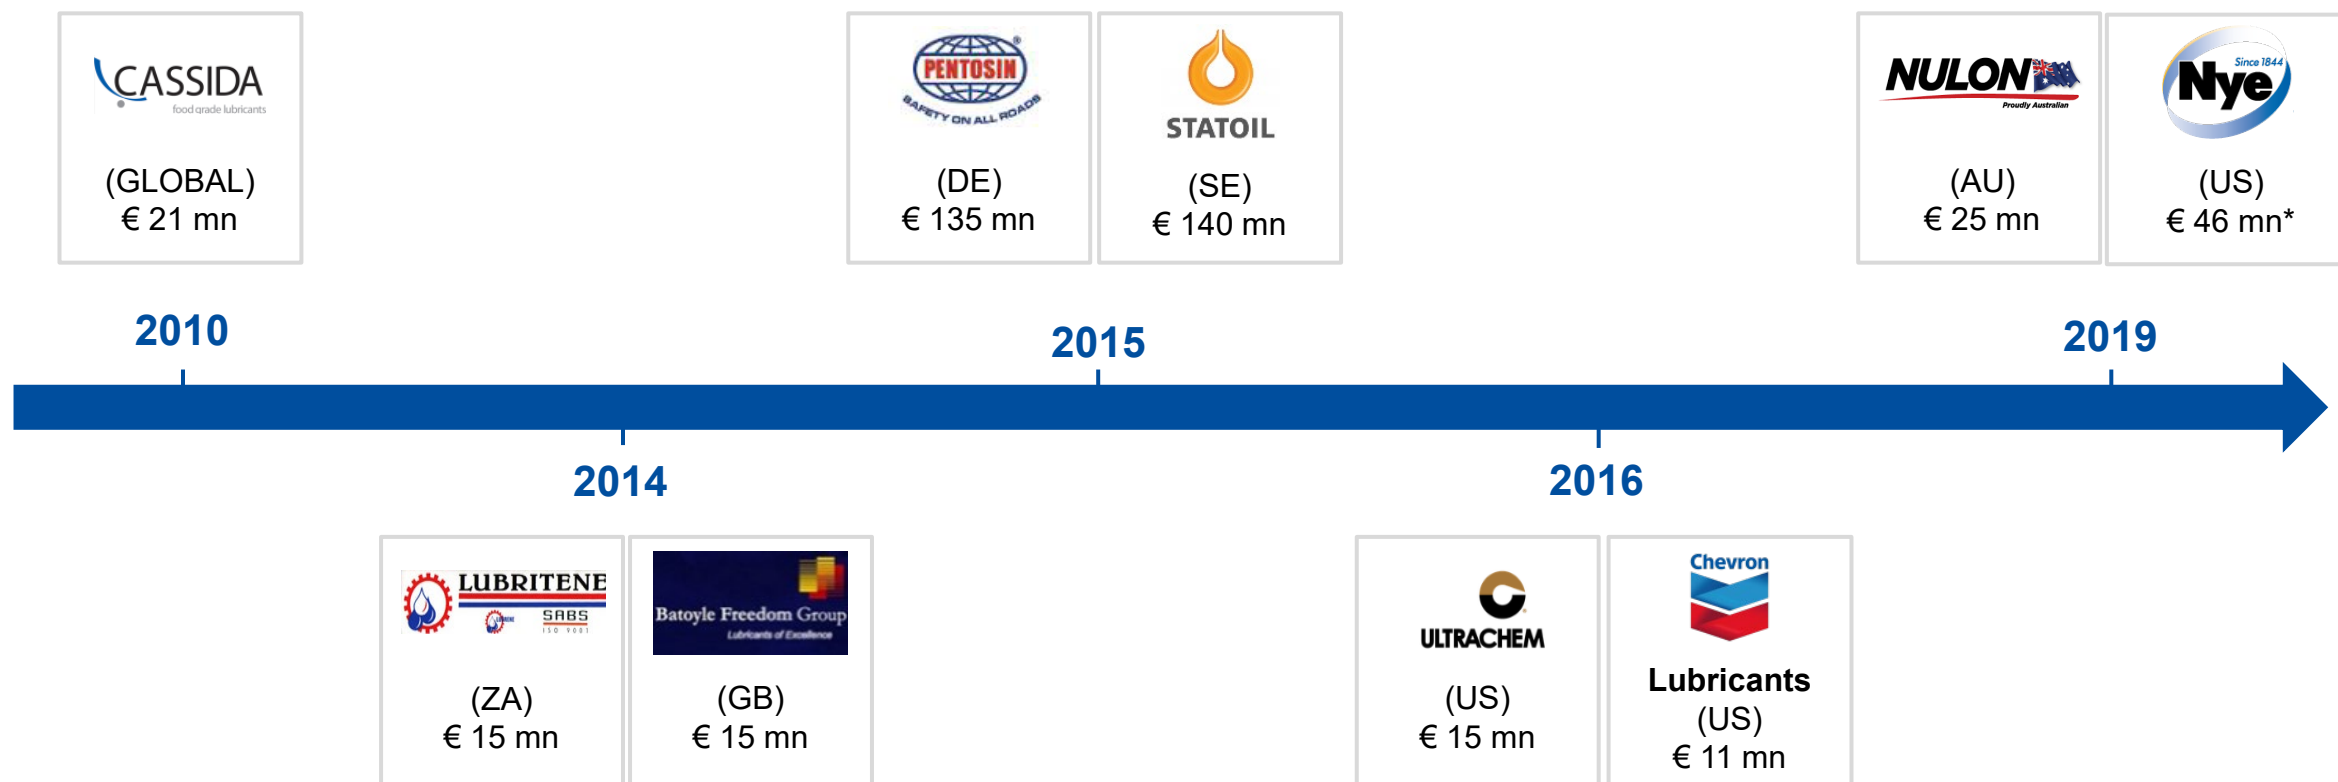 CASSIDA
food grade lubricants
(GLOBAL)
€ 21 mn
PENTOSIN
®
SAFETY ON ALL ROADS
(DE)
€ 135 mn
STATOIL
(SE)
€ 140 mn
NULON
Proudly Australian
(AU)
€ 25 mn
Since 1844
Nye
(US)
€ 46 mn*
2010
2015
2019
2014
2016
LUBRITENE
SABS
ISO 9001
(ZA)
€ 15 mn
Batoyle Freedom Group
Lubricants of Excellence
(GB)
€ 15 mn
ULTRACHEM
(US)
€ 15 mn
Chevron
Lubricants
(US)
€ 11 mn